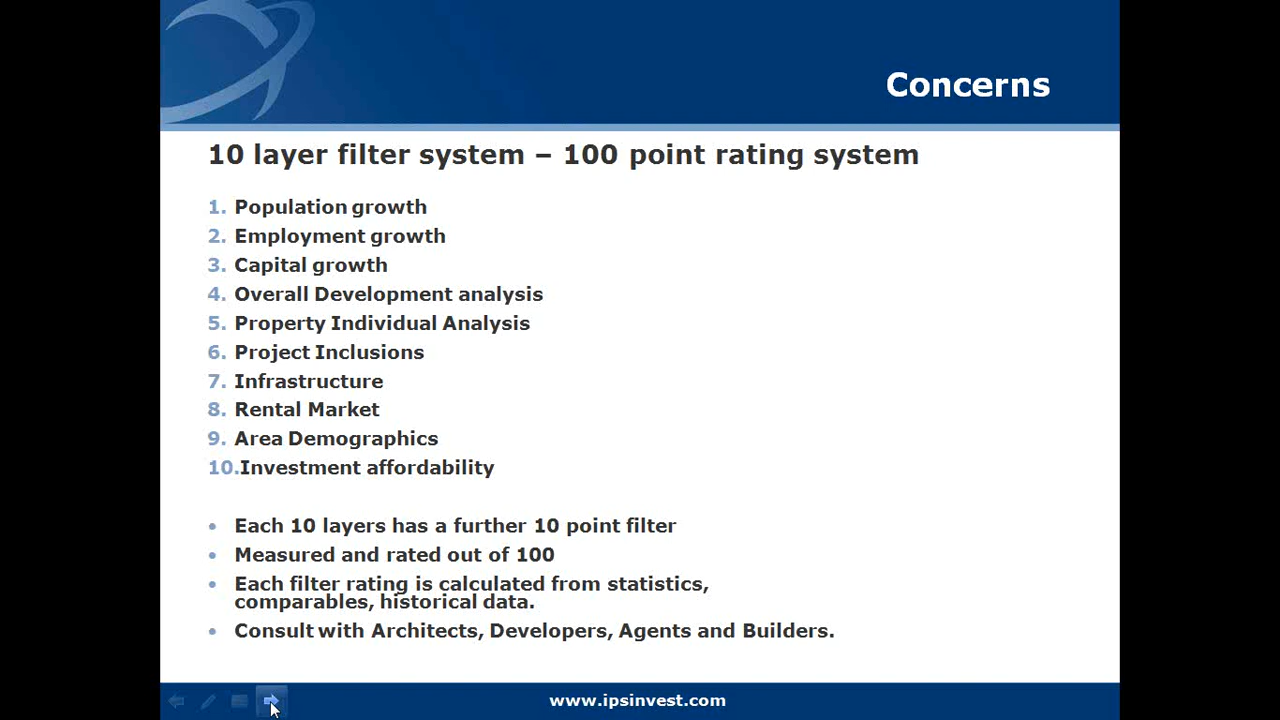 Concerns
10 layer filter system – 100 point rating system
1. Population growth
2. Employment growth
3. Capital growth
4. Overall Development analysis
5. Property Individual Analysis
6. Project Inclusions
7. Infrastructure
8. Rental Market
9. Area Demographics
10.Investment affordability
• Each 10 layers has a further 10 point filter
• Measured and rated out of 100
• Each filter rating is calculated from statistics,
comparables, historical data.
• Consult with Architects, Developers, Agents and Builders.
www.ipsinvest.com